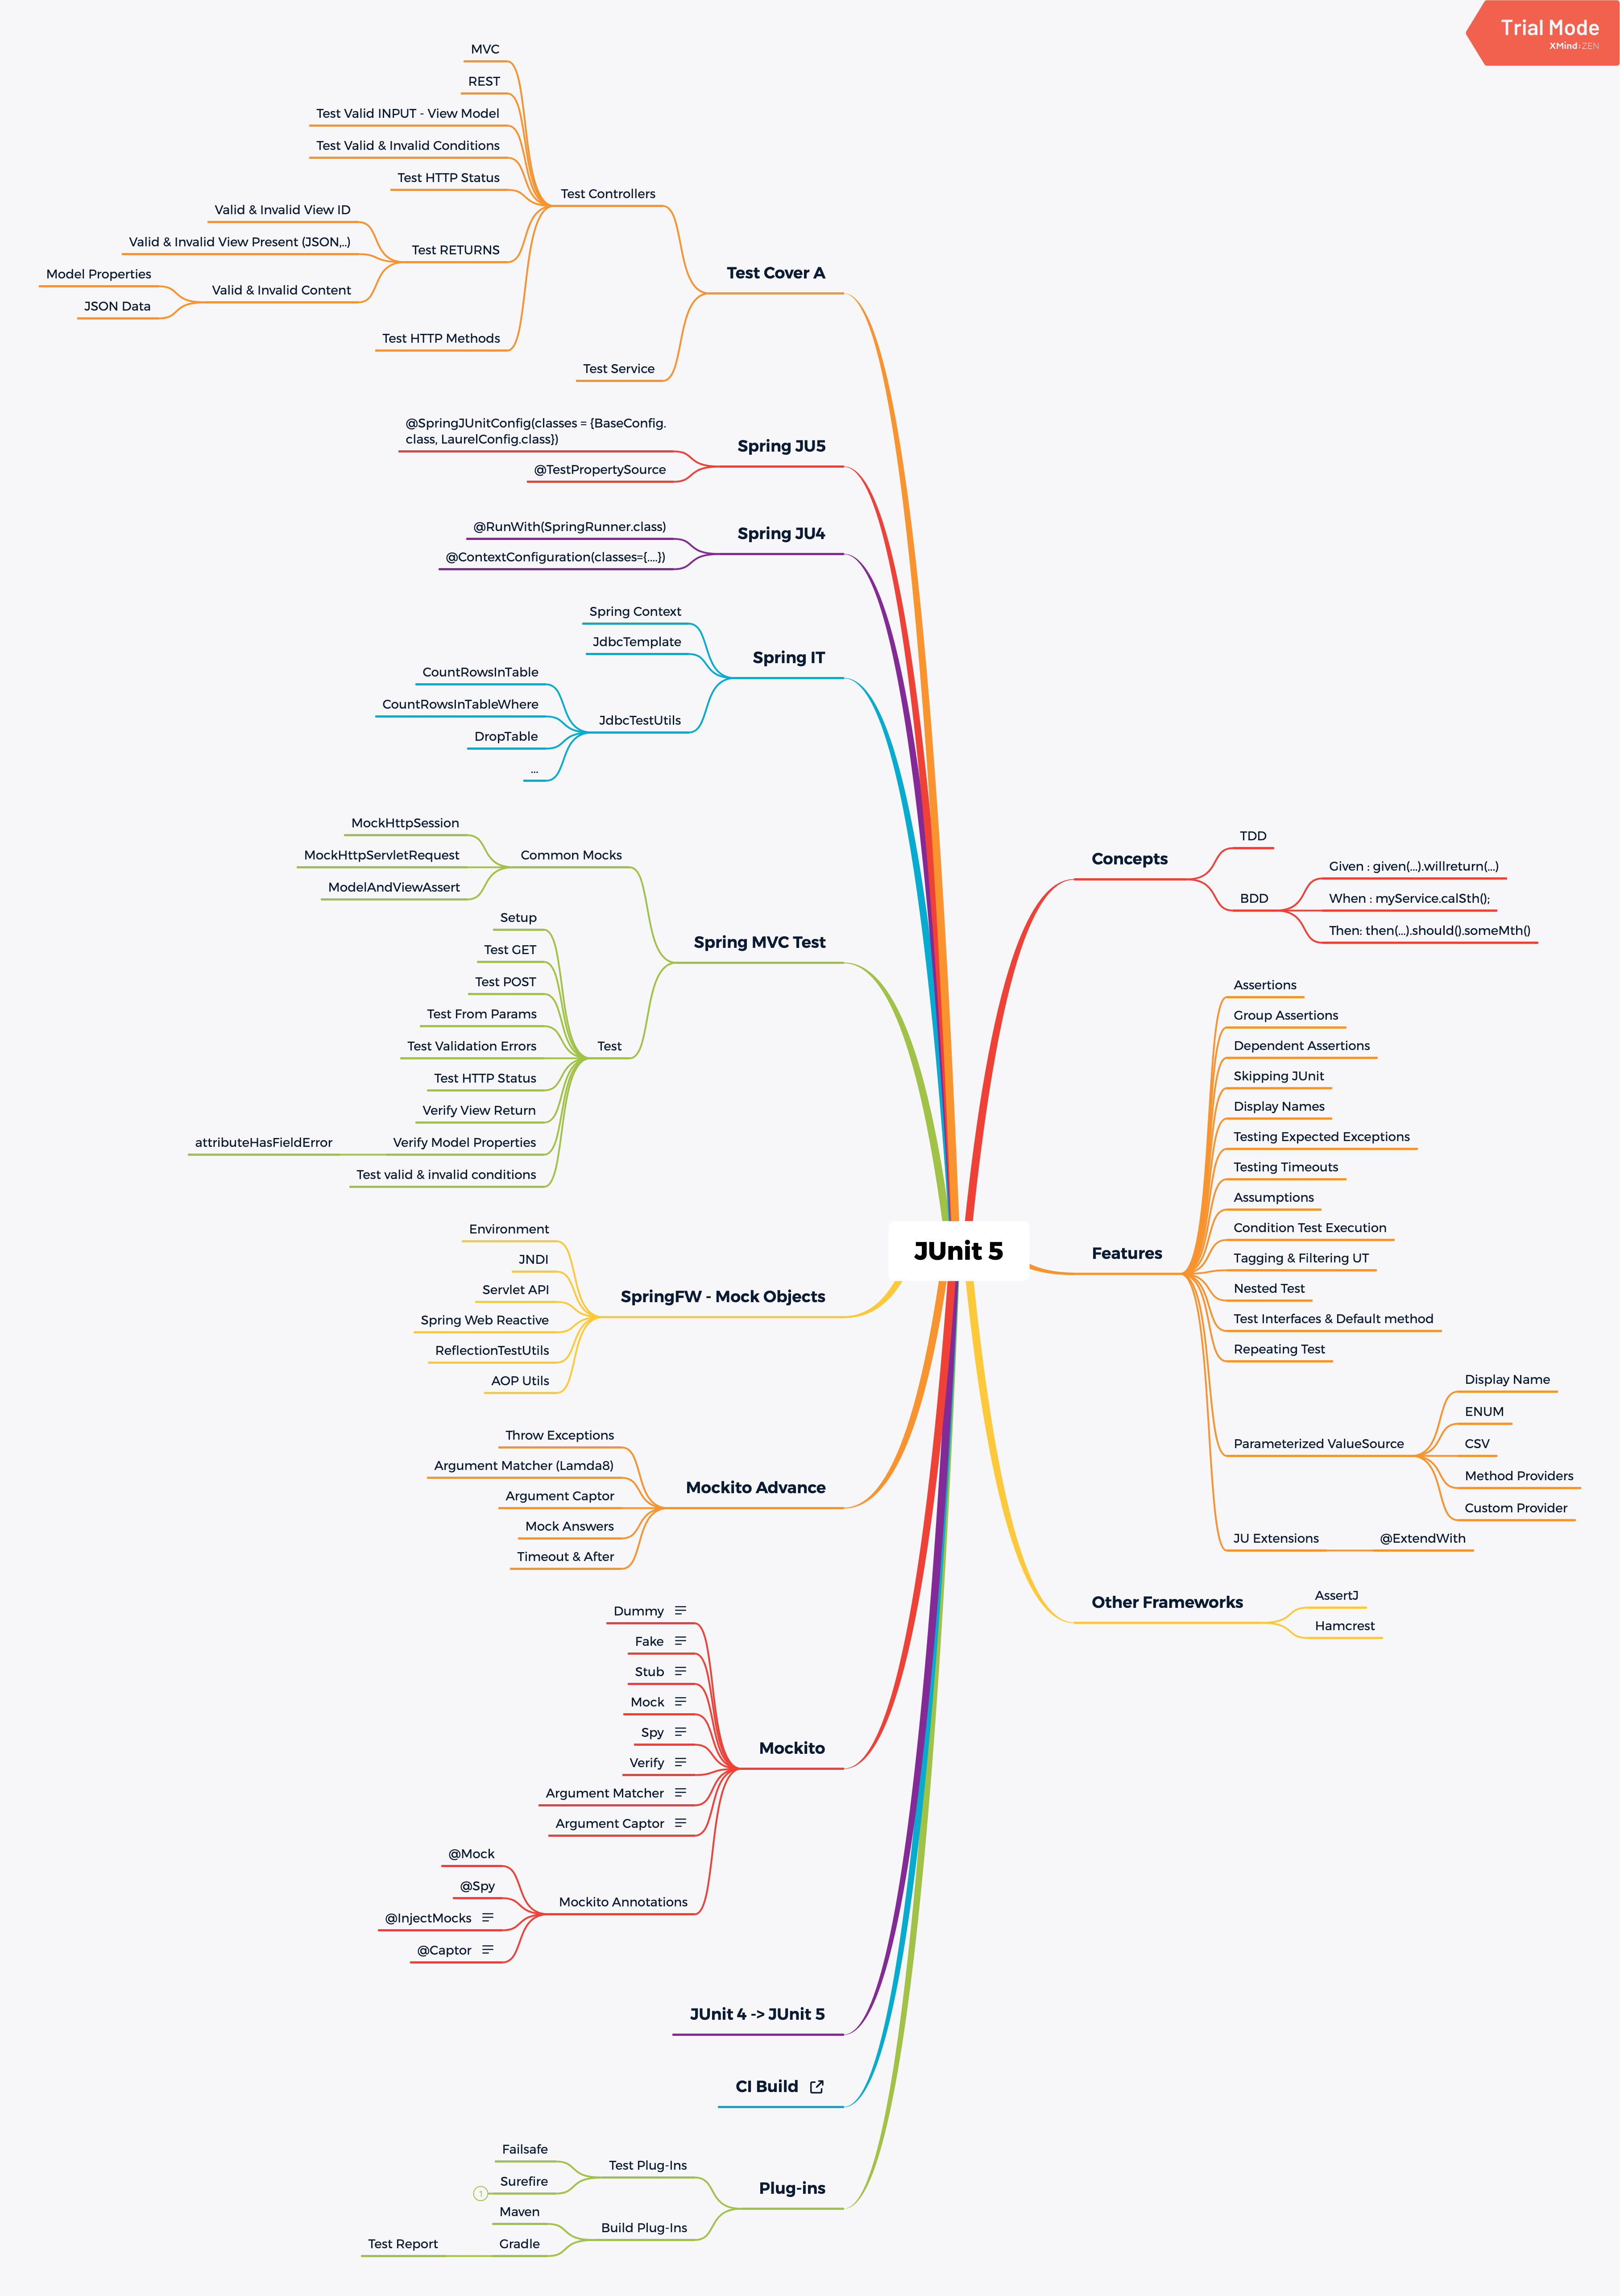 Trial Mode
XMind:ZEN
MVC
REST
Test Valid INPUT - View Model
Test Valid & Invalid Conditions
Test HTTP Status
Test Controllers
Valid & Invalid View ID
Valid & Invalid View Present (JSON,..)
Test RETURNS
Model Properties
JSON Data
Valid & Invalid Content
Test HTTP Methods
Test Service
Test Cover A
@SpringJUnitConfig(classes = {BaseConfig.
class, LaurelConfig.class})
@TestPropertySource
Spring JU5
@RunWith(SpringRunner.class)
@ContextConfiguration(classes={....})
Spring JU4
Spring Context
JdbcTemplate
Spring IT
CountRowsInTable
CountRowsInTableWhere
DropTable
...
JdbcTestUtils
MockHttpSession
MockHttpServletRequest
ModelAndViewAssert
Common Mocks
Spring MVC Test
Setup
Test GET
Test POST
Test From Params
Test Validation Errors
Test HTTP Status
Verify View Return
attributeHasFieldError
Verify Model Properties
Test valid & invalid conditions
Test
Environment
JNDI
Servlet API
Spring Web Reactive
ReflectionTestUtils
AOP Utils
SpringFW - Mock Objects
Throw Exceptions
Argument Matcher (Lamda8)
Argument Captor
Mock Answers
Timeout & After
Mockito Advance
Dummy
Fake
Stub
Mock
Spy
Verify
Argument Matcher
Argument Captor
Mockito
@Mock
@Spy
@InjectMocks
@Captor
Mockito Annotations
JUnit 4 -> JUnit 5
CI Build
Failsafe
Surefire
1
Test Plug-Ins
Plug-ins
Maven
Test Report
Gradle
Build Plug-Ins
JUnit 5
Concepts
TDD
BDD
Given : given(...).willreturn(...)
When : myService.calSth();
Then: then(...).should().someMth()
Features
Assertions
Group Assertions
Dependent Assertions
Skipping JUnit
Display Names
Testing Expected Exceptions
Testing Timeouts
Assumptions
Condition Test Execution
Tagging & Filtering UT
Nested Test
Test Interfaces & Default method
Repeating Test
Parameterized ValueSource
Display Name
ENUM
CSV
Method Providers
Custom Provider
JU Extensions
@ExtendWith
Other Frameworks
AssertJ
Hamcrest